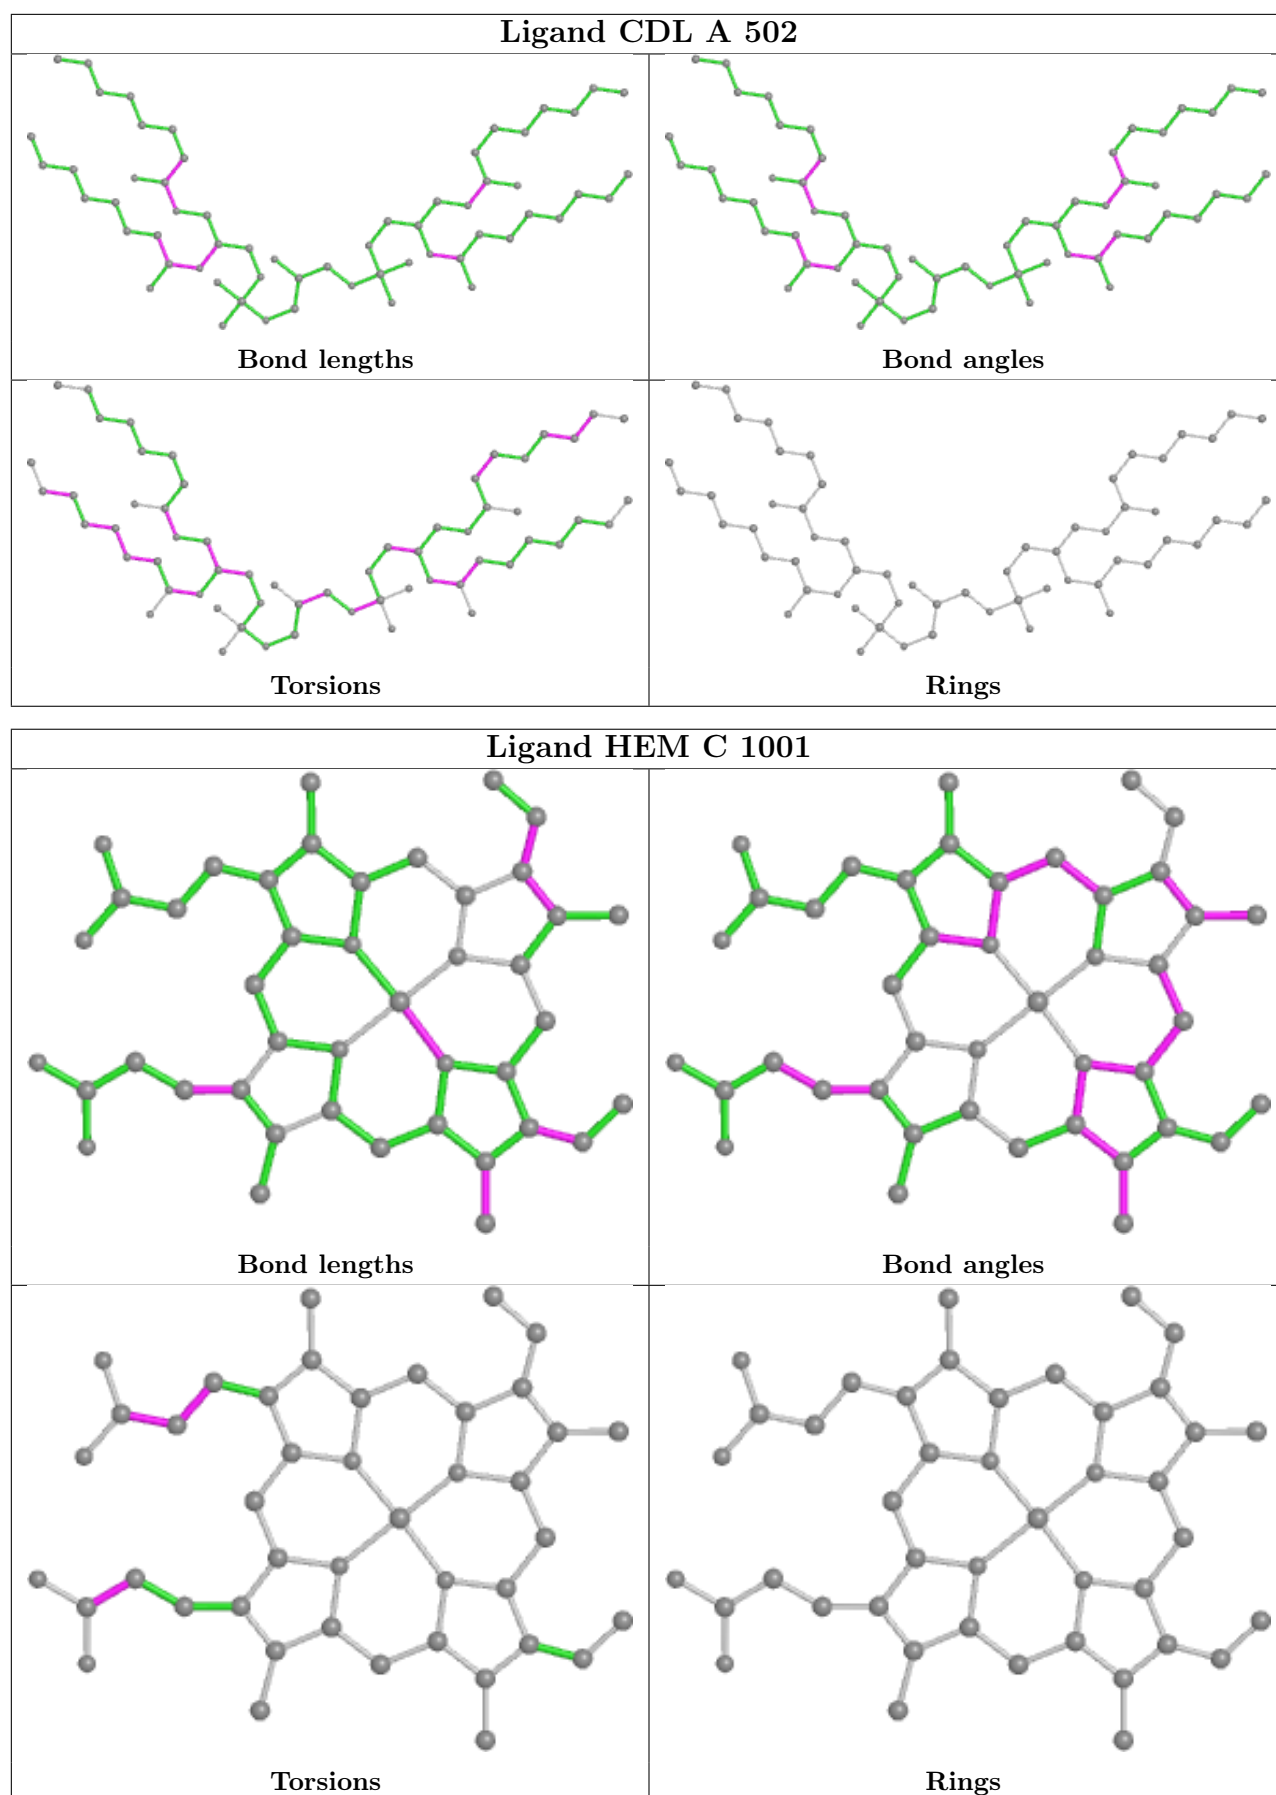 Ligand CDL A 502
Bond lengths
Bond angles
Torsions
Rings
Ligand HEM C 1001
Bond lengths
Bond angles
Torsions
Rings